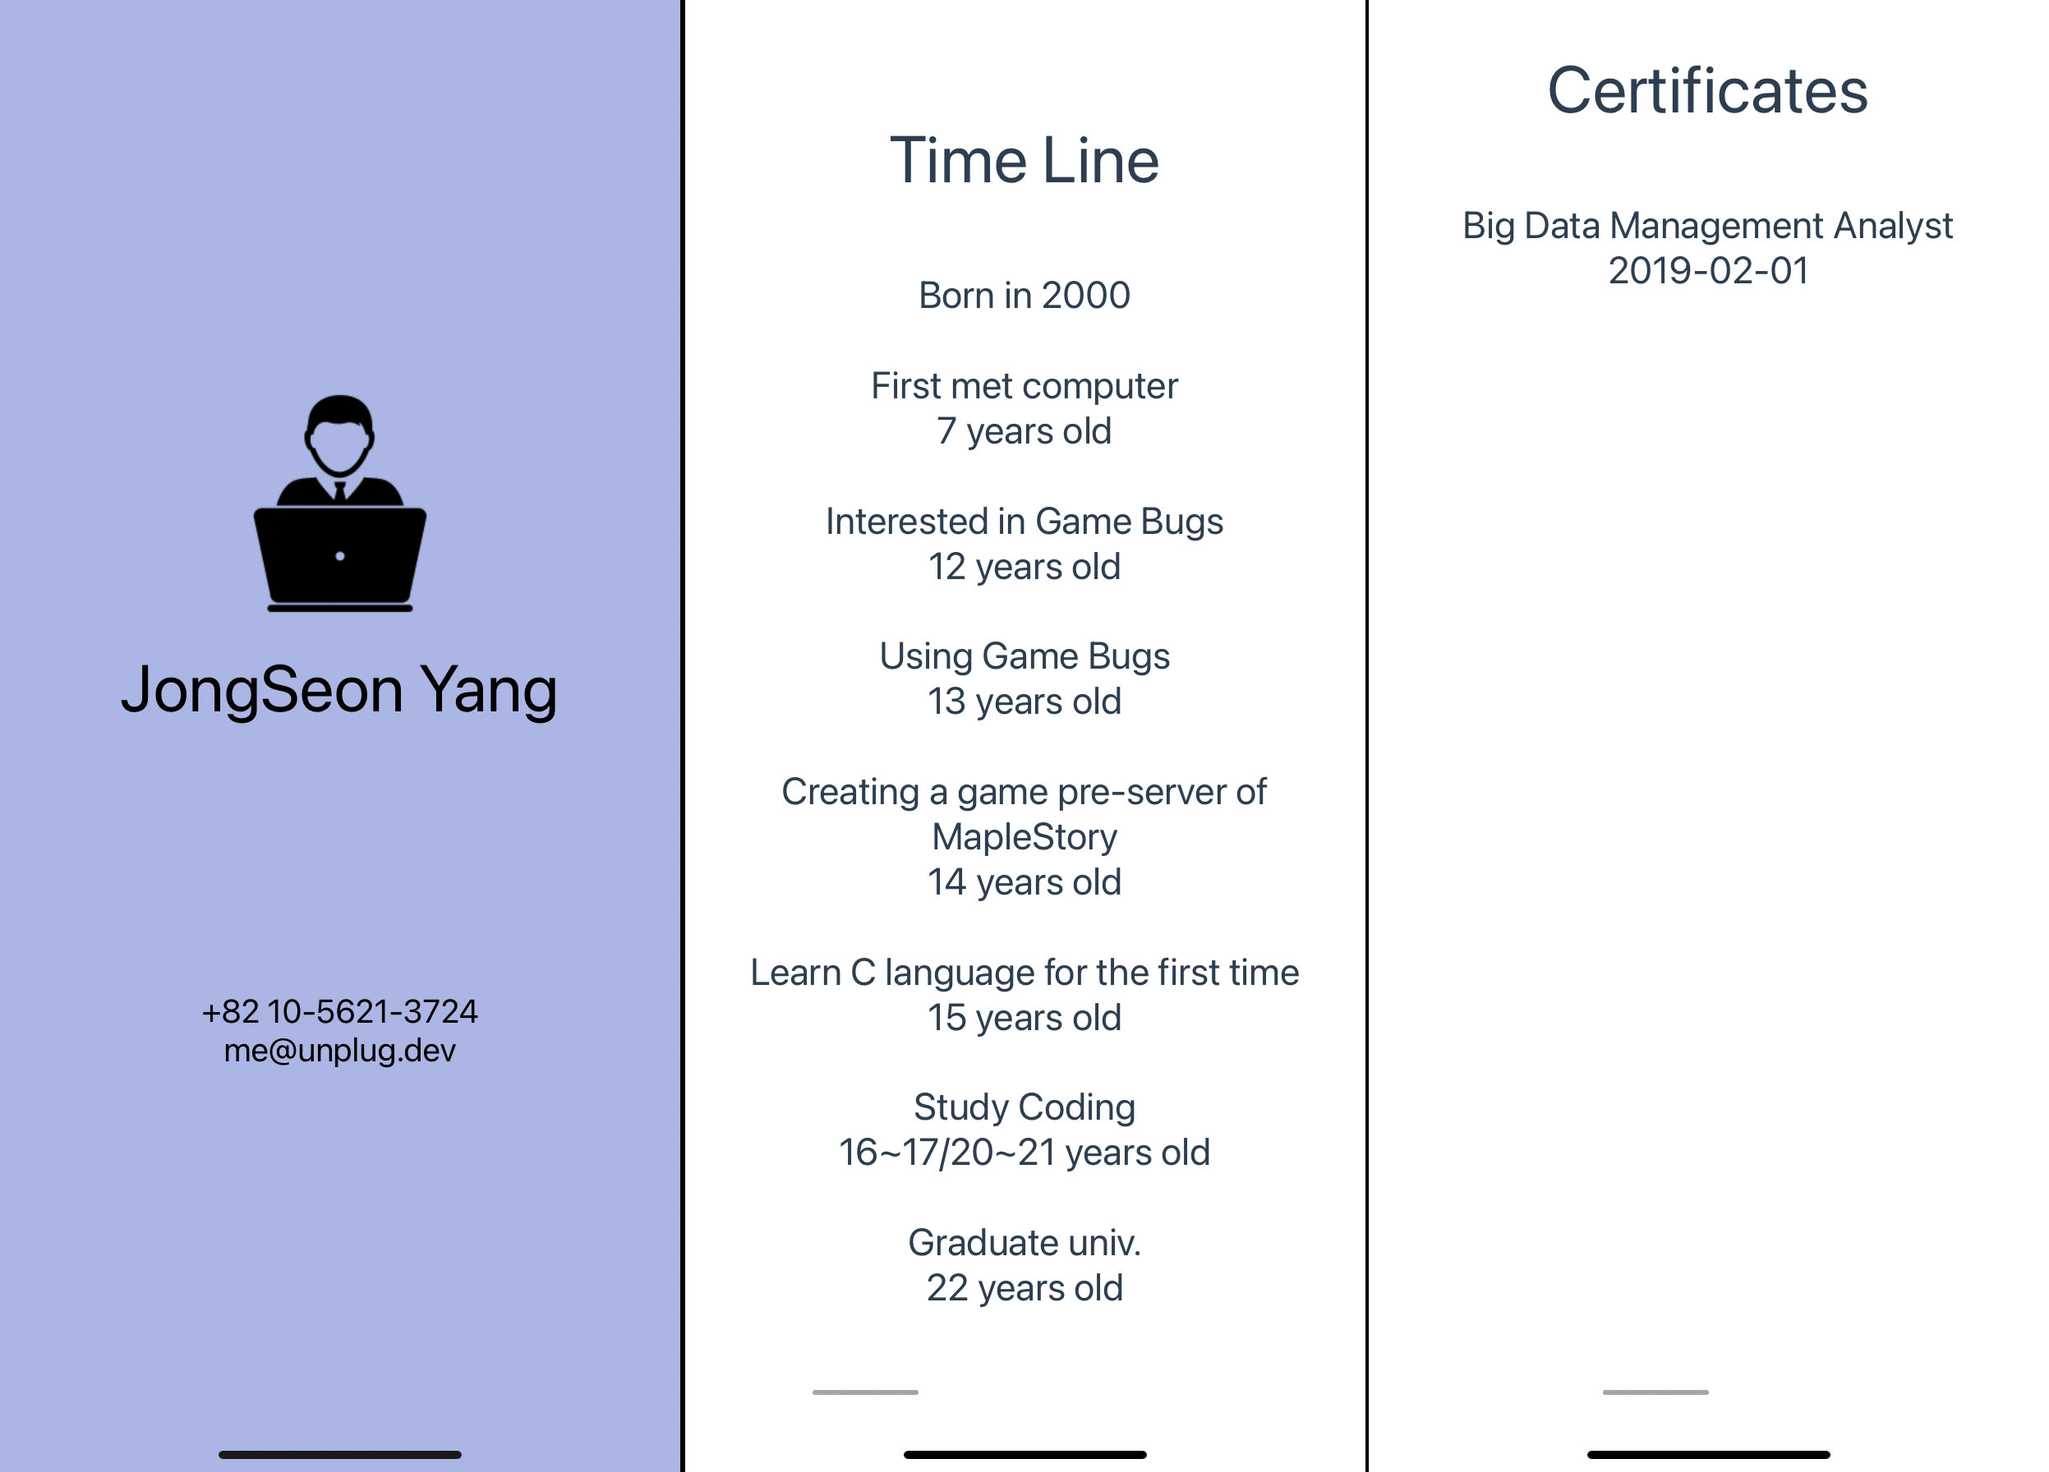 JongSeon Yang
+82 10-5621-3724
me@unplug.dev
Time Line
Born in 2000
First met computer
7 years old
Interested in Game Bugs
12 years old
Using Game Bugs
13 years old
Creating a game pre-server of
MapleStory
14 years old
Learn C language for the first time
15 years old
Study Coding
16~17/20~21 years old
Graduate univ.
22 years old
Certificates
Big Data Management Analyst
2019-02-01